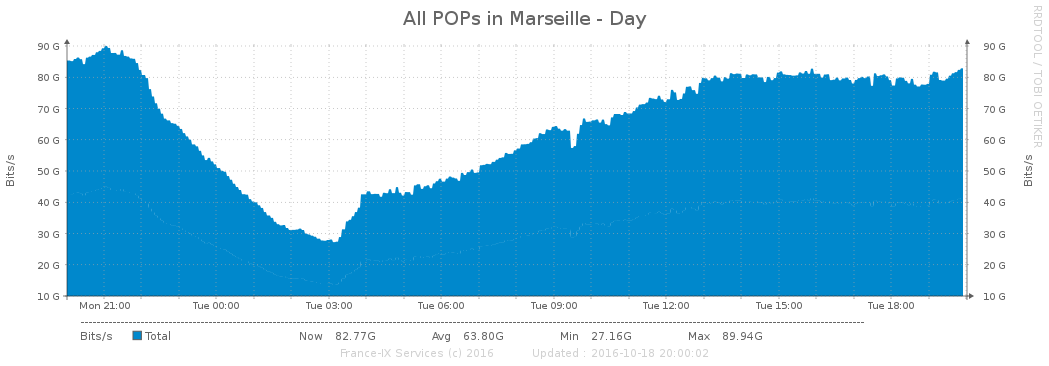 All POPs in Marseille - Day
RRDTOOL / TOBI OETIKER
Bits/s
Bits/s
90 G 90 G
80 G 80 G
70 G 70 G
60 G 60 G
50 G 50 G
40 G 40 G
30 G 30 G
20 G 20 G
10 G 10 G
Mon 21:00 Tue 00:00 Tue 03:00 Tue 06:00 Tue 09:00 Tue 12:00 Tue 15:00 Tue 18:00
Bits/s Total Now 82.77G Avg 63.80G Min 27.16G Max 89.94G
France-IX Services (c) 2016 Updated : 2016-10-18 20:00:02